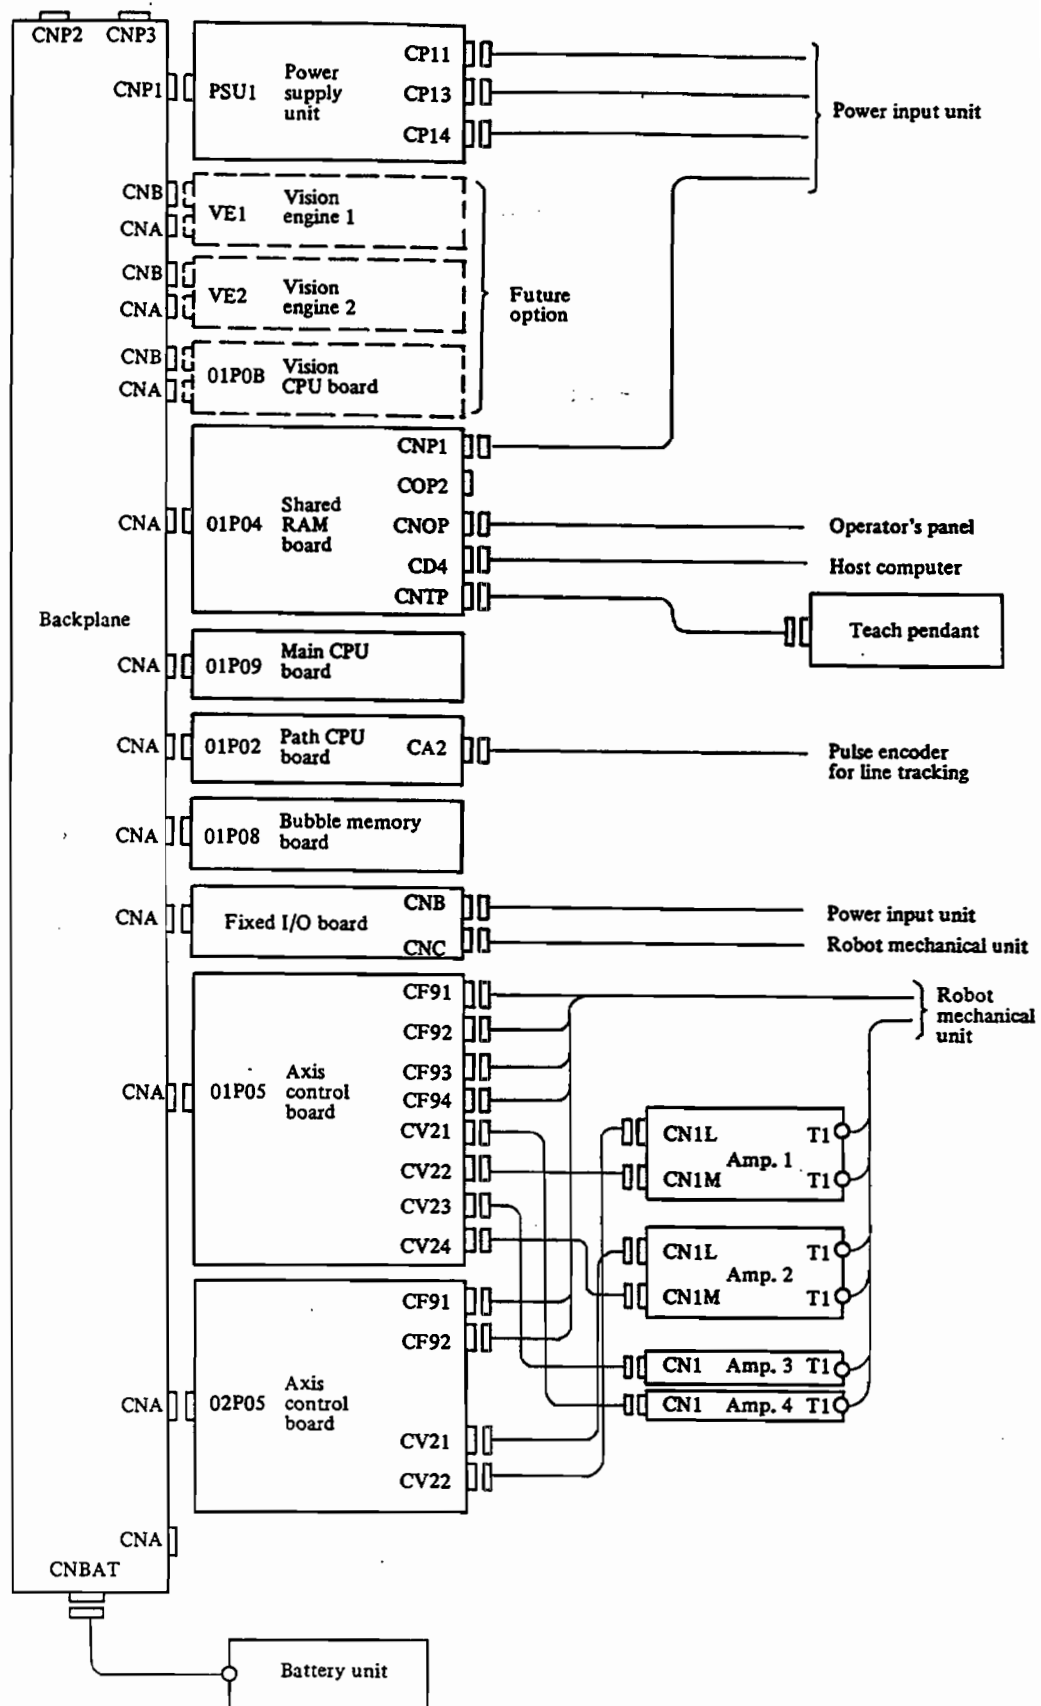 CNP2 CNP3
CNP1
PSU1
Power
supply
unit
CP11
CP13
CP14
Power input unit
CNB
CNA
VE1
Vision
engine 1
CNB
CNA
VE2
Vision
engine 2
CNB
CNA
01P0B
Vision
CPU board
Future
option
CNA
01P04
Shared
RAM
board
CNP1
COP2
CNOP
CD4
CNTP
Operator's panel
Host computer
Teach pendant
Backplane
CNA
01P09
Main CPU
board
CNA
01P02
Path CPU
board
CA2
Pulse encoder
for line tracking
CNA
01P08
Bubble memory
board
CNA
Fixed I/O board
CNB
CNC
Power input unit
Robot mechanical unit
CNA
01P05
Axis
control
board
CF91
CF92
CF93
CF94
CV21
CV22
CV23
CV24
Robot
mechanical
unit
CN1L T1
Amp. 1
CN1M T1
CN1L T1
Amp. 2
CN1M T1
CN1 Amp. 3 T1
CN1 Amp. 4 T1
CNA
02P05
Axis
control
board
CF91
CF92
CV21
CV22
CNA
CNBAT
Battery unit